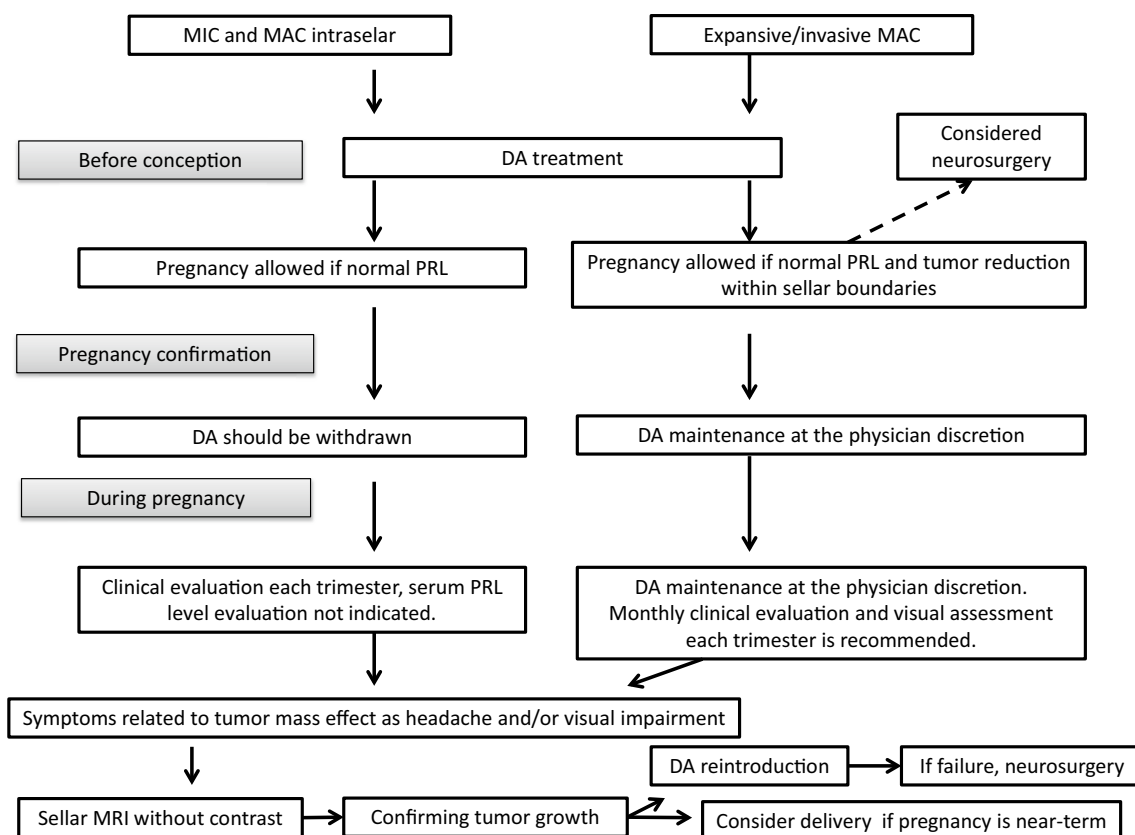 MIC and MAC intraselar
Expansive/invasive MAC
Before conception
DA treatment
Considered
neurosurgery
Pregnancy allowed if normal PRL
Pregnancy allowed if normal PRL and tumor reduction
within sellar boundaries
Pregnancy confirmation
DA should be withdrawn
DA maintenance at the physician discretion
During pregnancy
Clinical evaluation each trimester, serum PRL
level evaluation not indicated.
DA maintenance at the physician discretion.
Monthly clinical evaluation and visual assessment
each trimester is recommended.
Symptoms related to tumor mass effect as headache and/or visual impairment
DA reintroduction
If failure, neurosurgery
Sellar MRI without contrast
Confirming tumor growth
Consider delivery if pregnancy is near-term